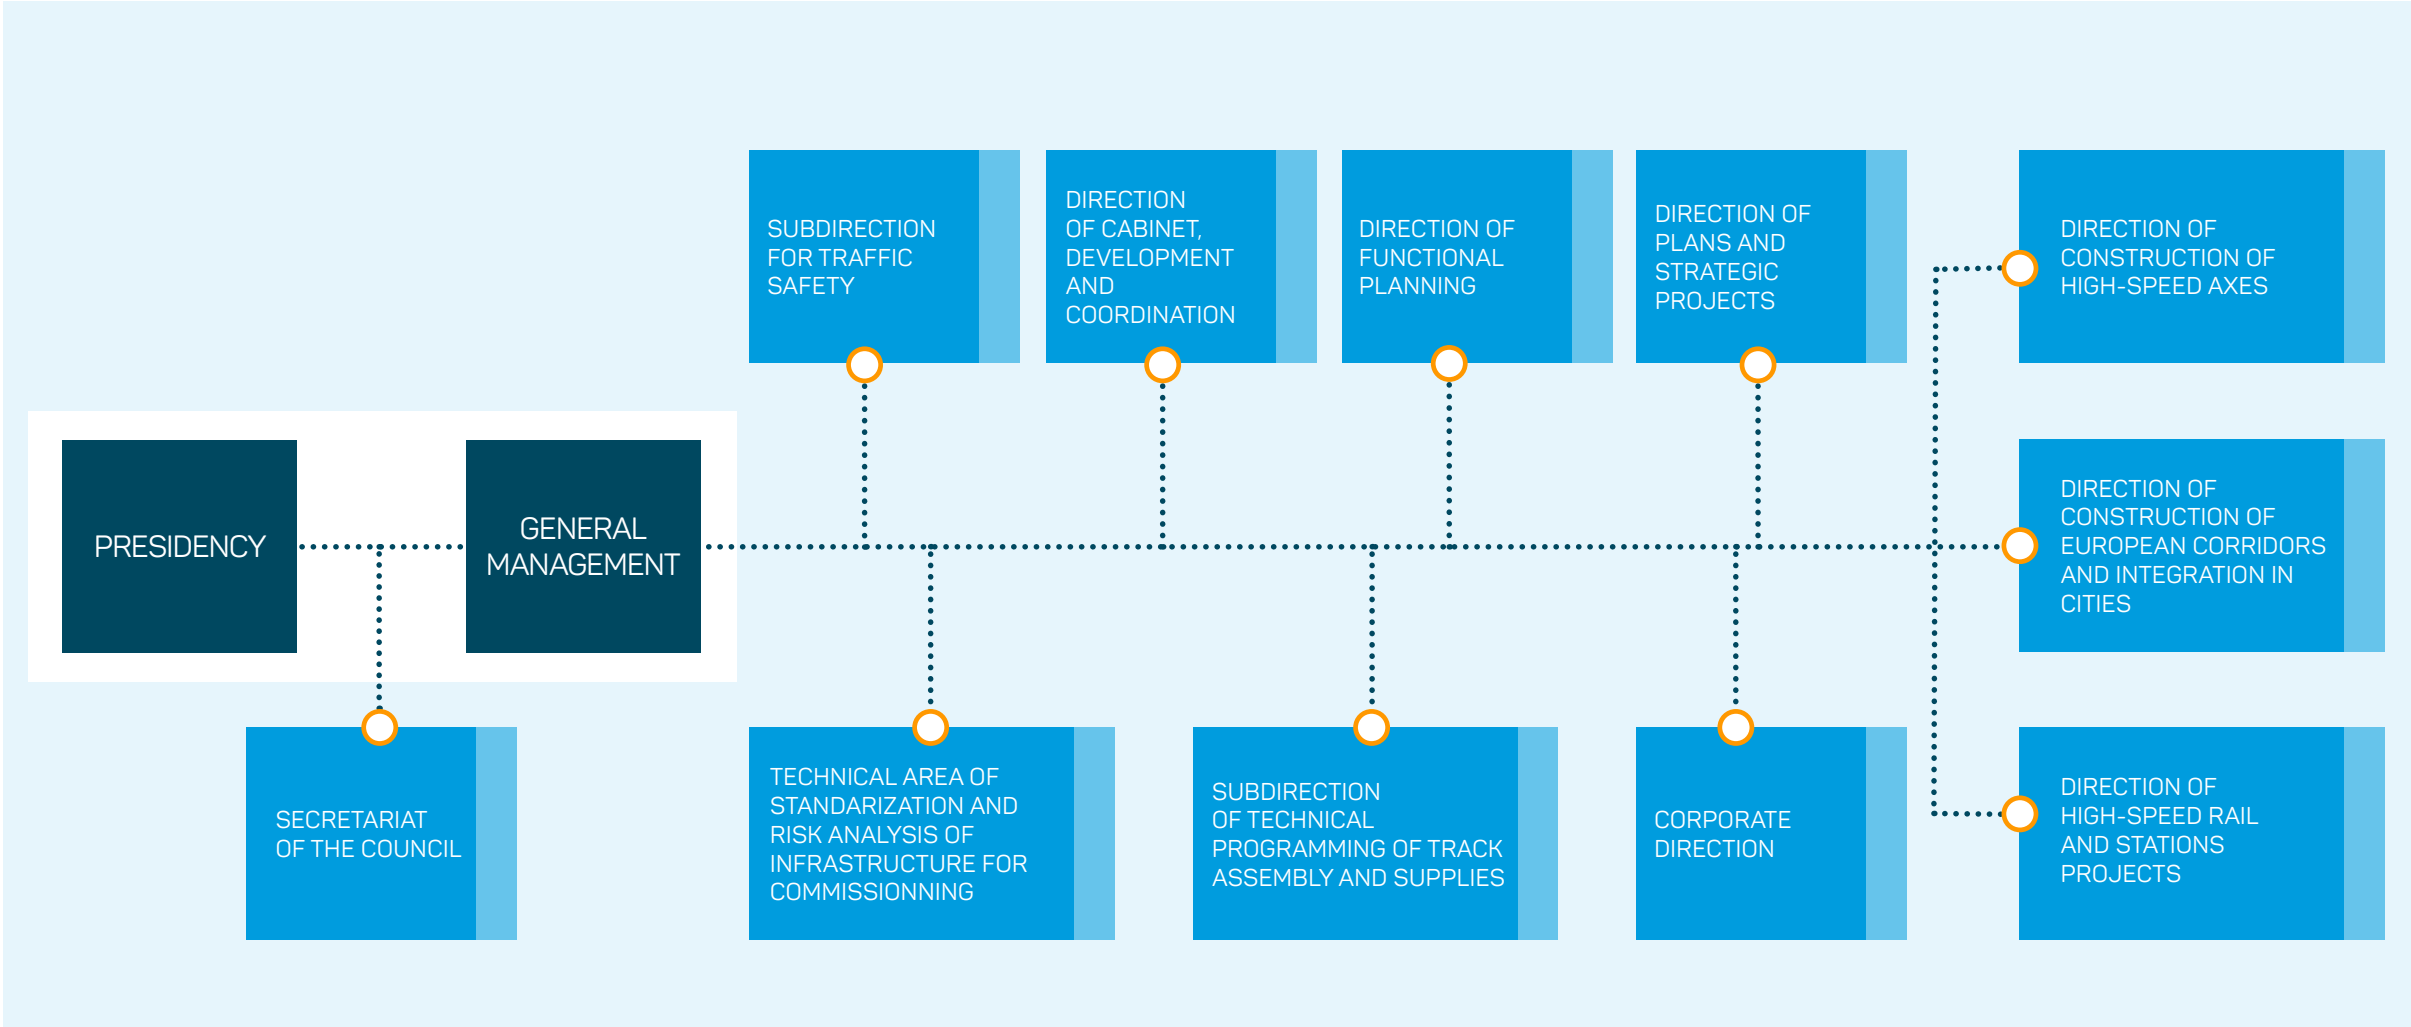 SUBDIRECTION
FOR TRAFFIC
SAFETY
DIRECTION
OF CABINET,
DEVELOPMENT
AND
COORDINATION
DIRECTION OF
FUNCTIONAL
PLANNING
DIRECTION OF
PLANS AND
STRATEGIC
PROJECTS
DIRECTION OF
CONSTRUCTION OF
HIGH-SPEED AXES
PRESIDENCY
GENERAL
MANAGEMENT
DIRECTION OF
CONSTRUCTION OF
EUROPEAN CORRIDORS
AND INTEGRATION IN
CITIES
SECRETARIAT
OF THE COUNCIL
TECHNICAL AREA OF
STANDARIZATION AND
RISK ANALYSIS OF
INFRASTRUCTURE FOR
COMMISSIONNING
SUBDIRECTION
OF TECHNICAL
PROGRAMMING OF TRACK
ASSEMBLY AND SUPPLIES
CORPORATE
DIRECTION
DIRECTION OF
HIGH-SPEED RAIL
AND STATIONS
PROJECTS